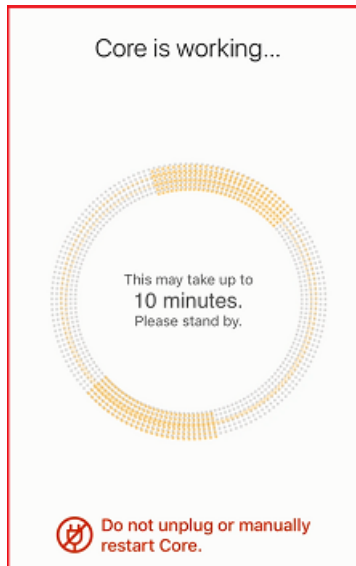 Core is working...
This may take up to
10 minutes.
Please stand by.
Do not unplug or manually
restart Core.